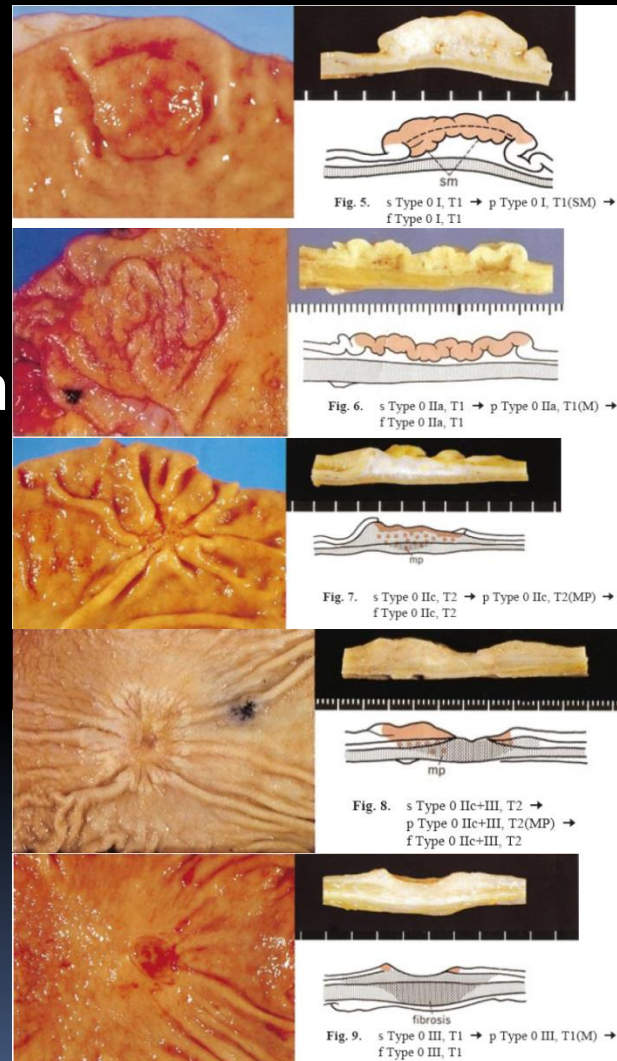 sm
Fig. 5. s Type 0 I, T1 → p Type 0 I, T1(SM) →
f Type 0 I, T1
n
Fig. 6. s Type 0 IIa, T1 → p Type 0 IIa, T1(M) →
f Type 0 IIa, T1
mp
Fig. 7. s Type 0 IIc, T2 → p Type 0 IIc, T2(MP) →
f Type 0 IIc, T2
mp
Fig. 8. s Type 0 IIc+III, T2 →
p Type 0 IIc+III, T2(MP) →
f Type 0 IIc+III, T2
fibrosis
Fig. 9. s Type 0 III, T1 → p Type 0 III, T1(M) →
f Type 0 III, T1